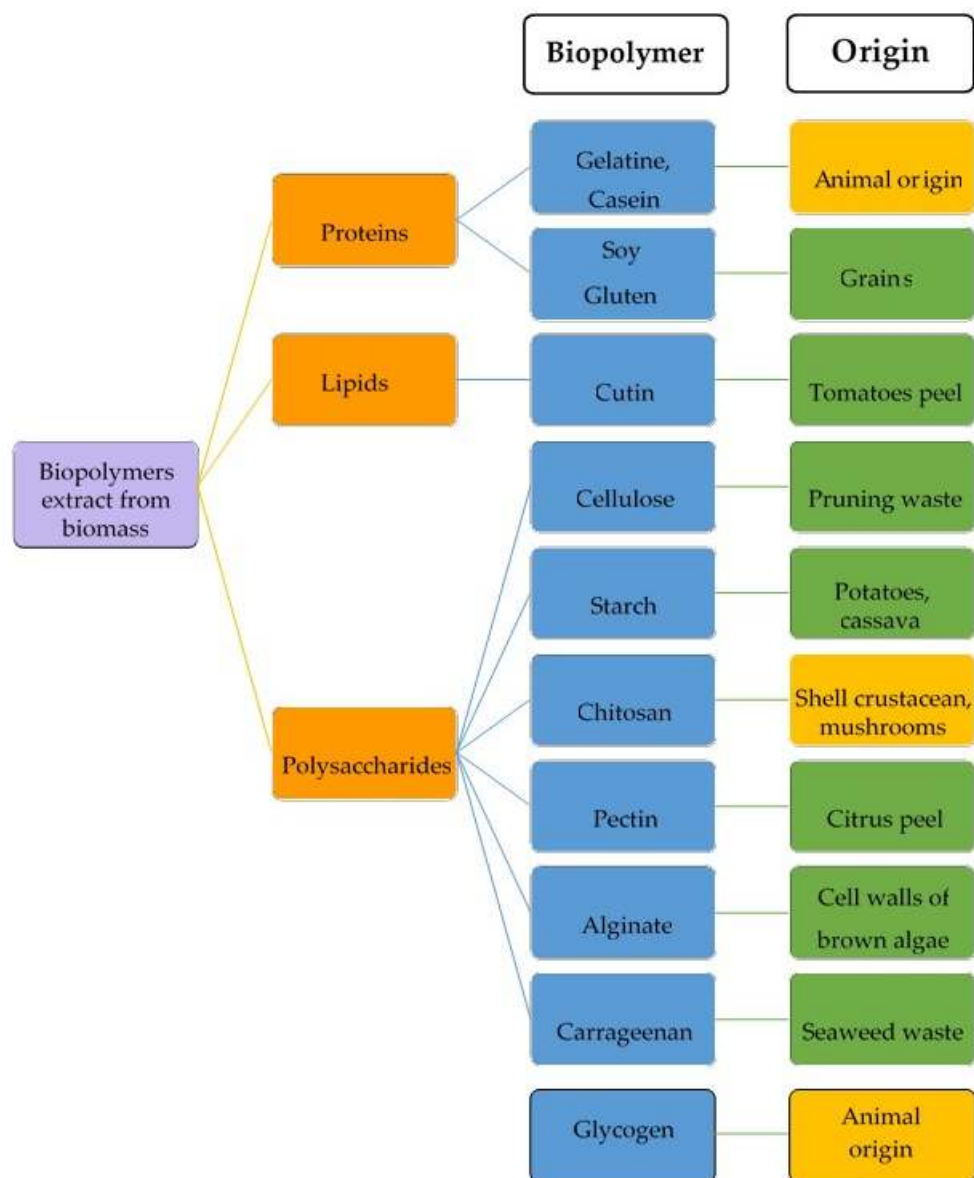 Biopolymer
Origin
Gelatine,
Casein
Animal origin
Proteins
Soy
Gluten
Grains
Lipids
Cutin
Tomatoes peel
Biopolymers
extract from
biomass
Cellulose
Pruning waste
Starch
Potatoes,
cassava
Polysaccharides
Chitosan
Shell crustacean,
mushrooms
Pectin
Citrus peel
Alginate
Cell walls of
brown algae
Carrageenan
Seaweed waste
Glycogen
Animal
origin